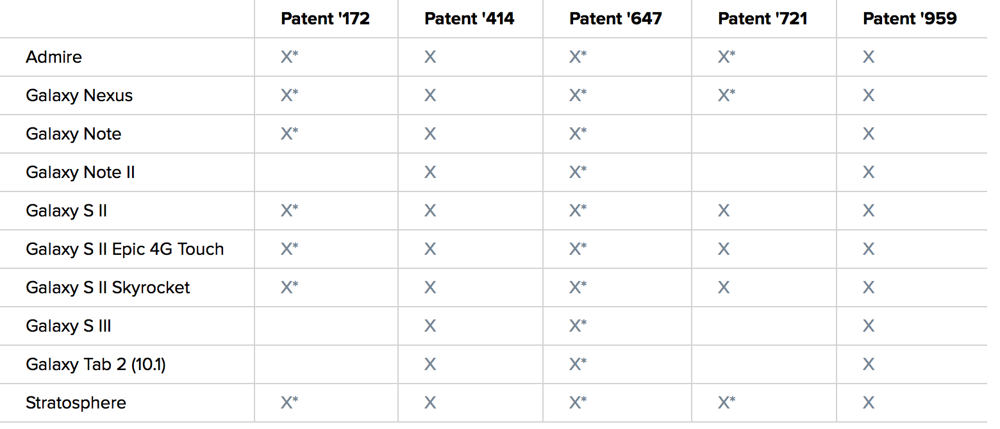 Patent '172 Patent '414 Patent '647 Patent '721 Patent '959
Admire X* X X* X* X
Galaxy Nexus X* X X* X* X
Galaxy Note X* X X* X
Galaxy Note II X X* X
Galaxy S II X* X X* X X
Galaxy S II Epic 4G Touch X* X X* X X
Galaxy S II Skyrocket X* X X* X X
Galaxy S III X X* X
Galaxy Tab 2 (10.1) X X* X
Stratosphere X* X X* X* X